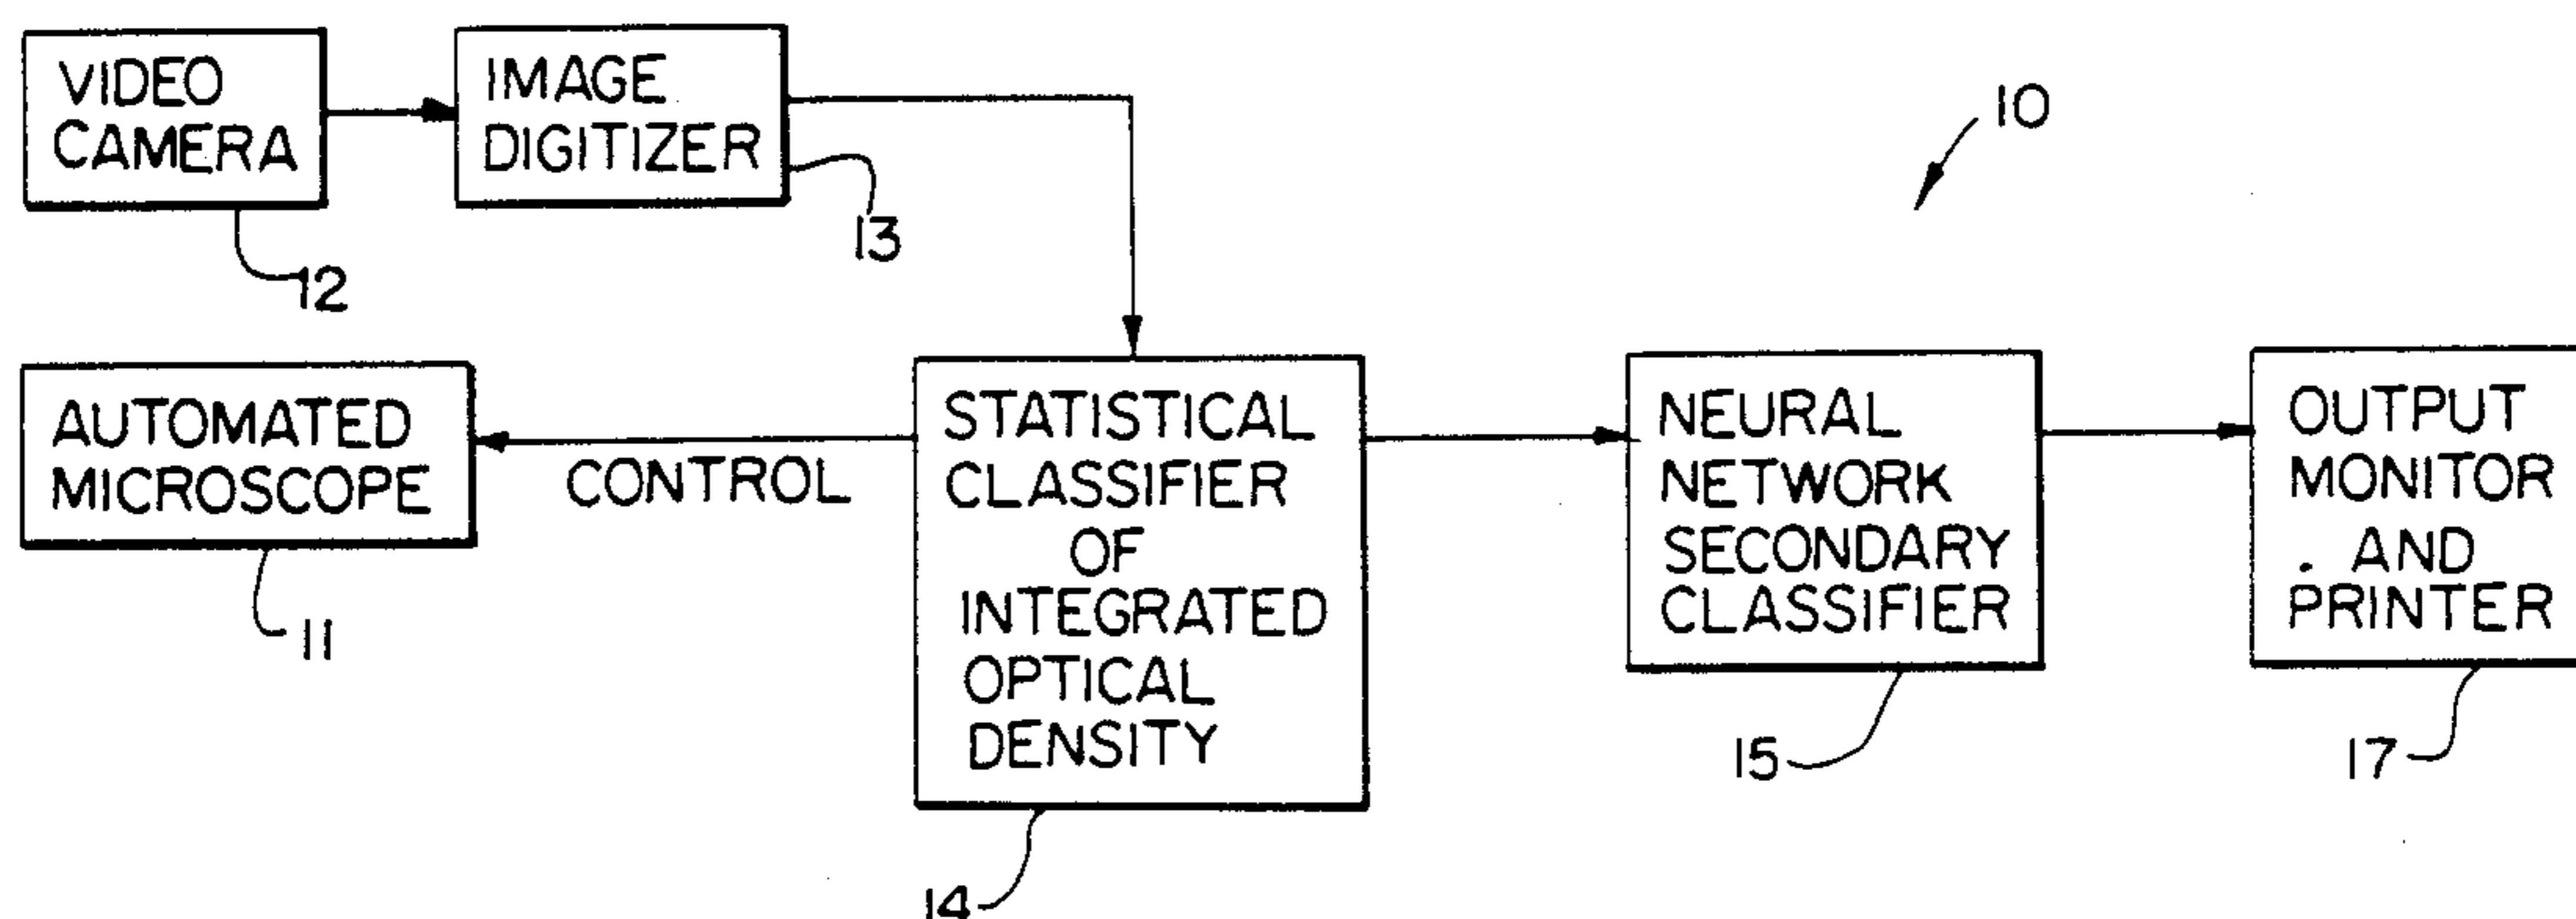 VIDEO
CAMERA
12
IMAGE
DIGITIZER
13
10
AUTOMATED
MICROSCOPE
11
CONTROL
STATISTICAL
CLASSIFIER
OF
INTEGRATED
OPTICAL
DENSITY
14
NEURAL
NETWORK
SECONDARY
CLASSIFIER
15
OUTPUT
MONITOR
AND
PRINTER
17